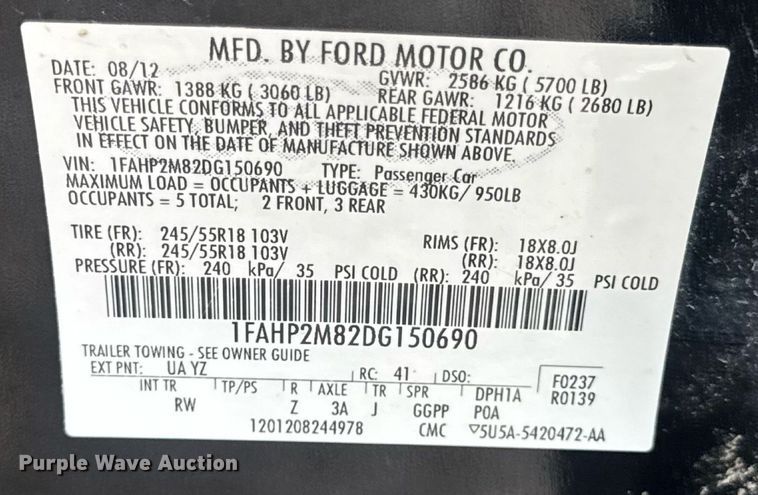 MFD. BY FORD MOTOR CO.
DATE: 08/12 GVWR: 2586 KG ( 5700 LB)
FRONT GAWR: 1388 KG ( 3060 LB) REAR GAWR: 1216 KG ( 2680 LB)
THIS VEHICLE CONFORMS TO ALL APPLICABLE FEDERAL MOTOR
VEHICLE SAFETY, BUMPER, AND THEFT PREVENTION STANDARDS
IN EFFECT ON THE DATE OF MANUFACTURE SHOWN ABOVE.
VIN: 1FAHP2M82DG150690 TYPE: Passenger Car
MAXIMUM LOAD = OCCUPANTS + LUGGAGE = 430KG/ 950LB
OCCUPANTS = 5 TOTAL; 2 FRONT, 3 REAR
TIRE (FR): 245/55R18 103V RIMS (FR): 18X8.0J
(RR): 245/55R18 103V (RR): 18X8.0J
PRESSURE (FR): 240 kPa/ 35 PSI COLD (RR): 240 kPa/ 35 PSI COLD
1FAHP2M82DG150690
TRAILER TOWING - SEE OWNER GUIDE
EXT PNT: UA YZ RC: 41 DSO: F0237
INT TR TP/PS R AXLE TR SPR DPH1A R0139
RW Z 3A J GGPP P0A
1201208244978 CMC ▽5U5A-5420472-AA
Purple Wave Auction